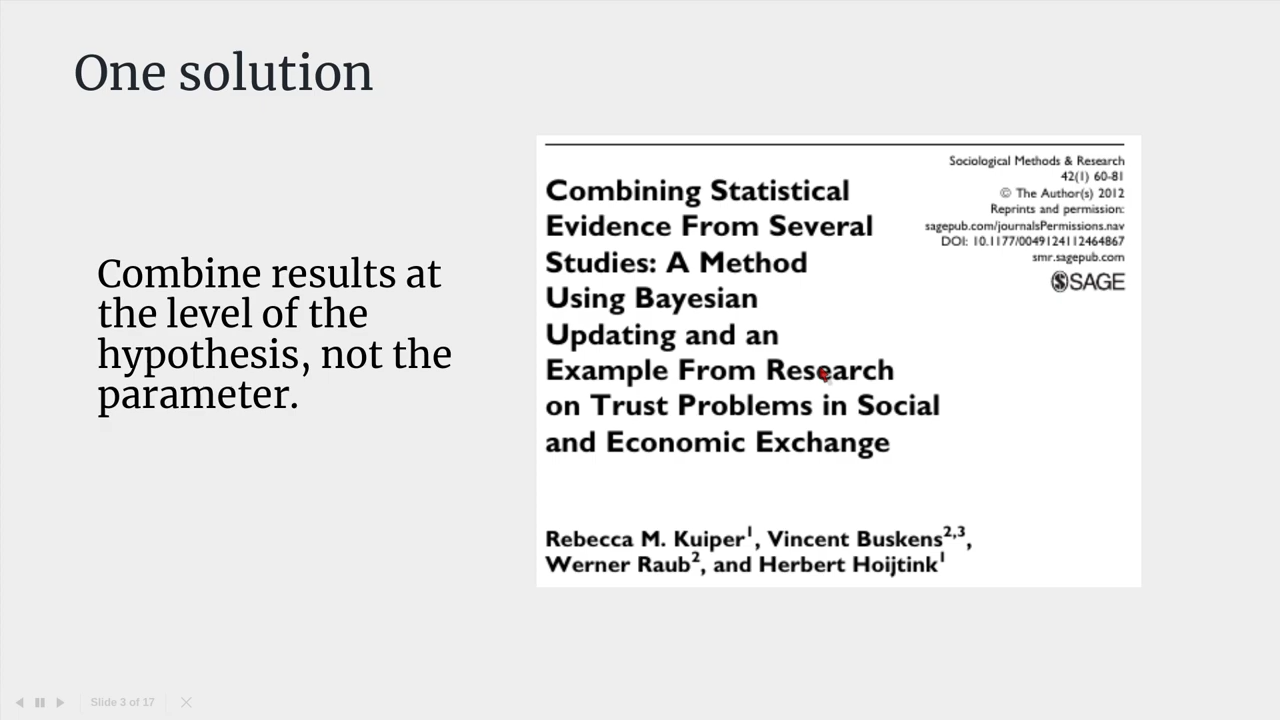 One solution
Combine results at
the level of the
hypothesis, not the
parameter.
Sociological Methods & Research
42(1) 60-81
© The Author(s) 2012
Reprints and permission:
sagepub.com/journalsPermissions.nav
DOI: 10.1177/0049124112464867
smr.sagepub.com
SAGE
Combining Statistical
Evidence From Several
Studies: A Method
Using Bayesian
Updating and an
Example From Research
on Trust Problems in Social
and Economic Exchange
Rebecca M. Kuiper1, Vincent Buskens2,3,
Werner Raub2, and Herbert Hoijtink1
Slide 3 of 17